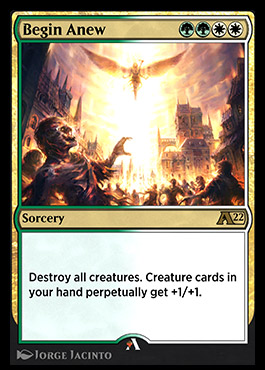 Begin Anew
Sorcery
A22
Destroy all creatures. Creature cards in
your hand perpetually get +1/+1.
JORGE JACINTO